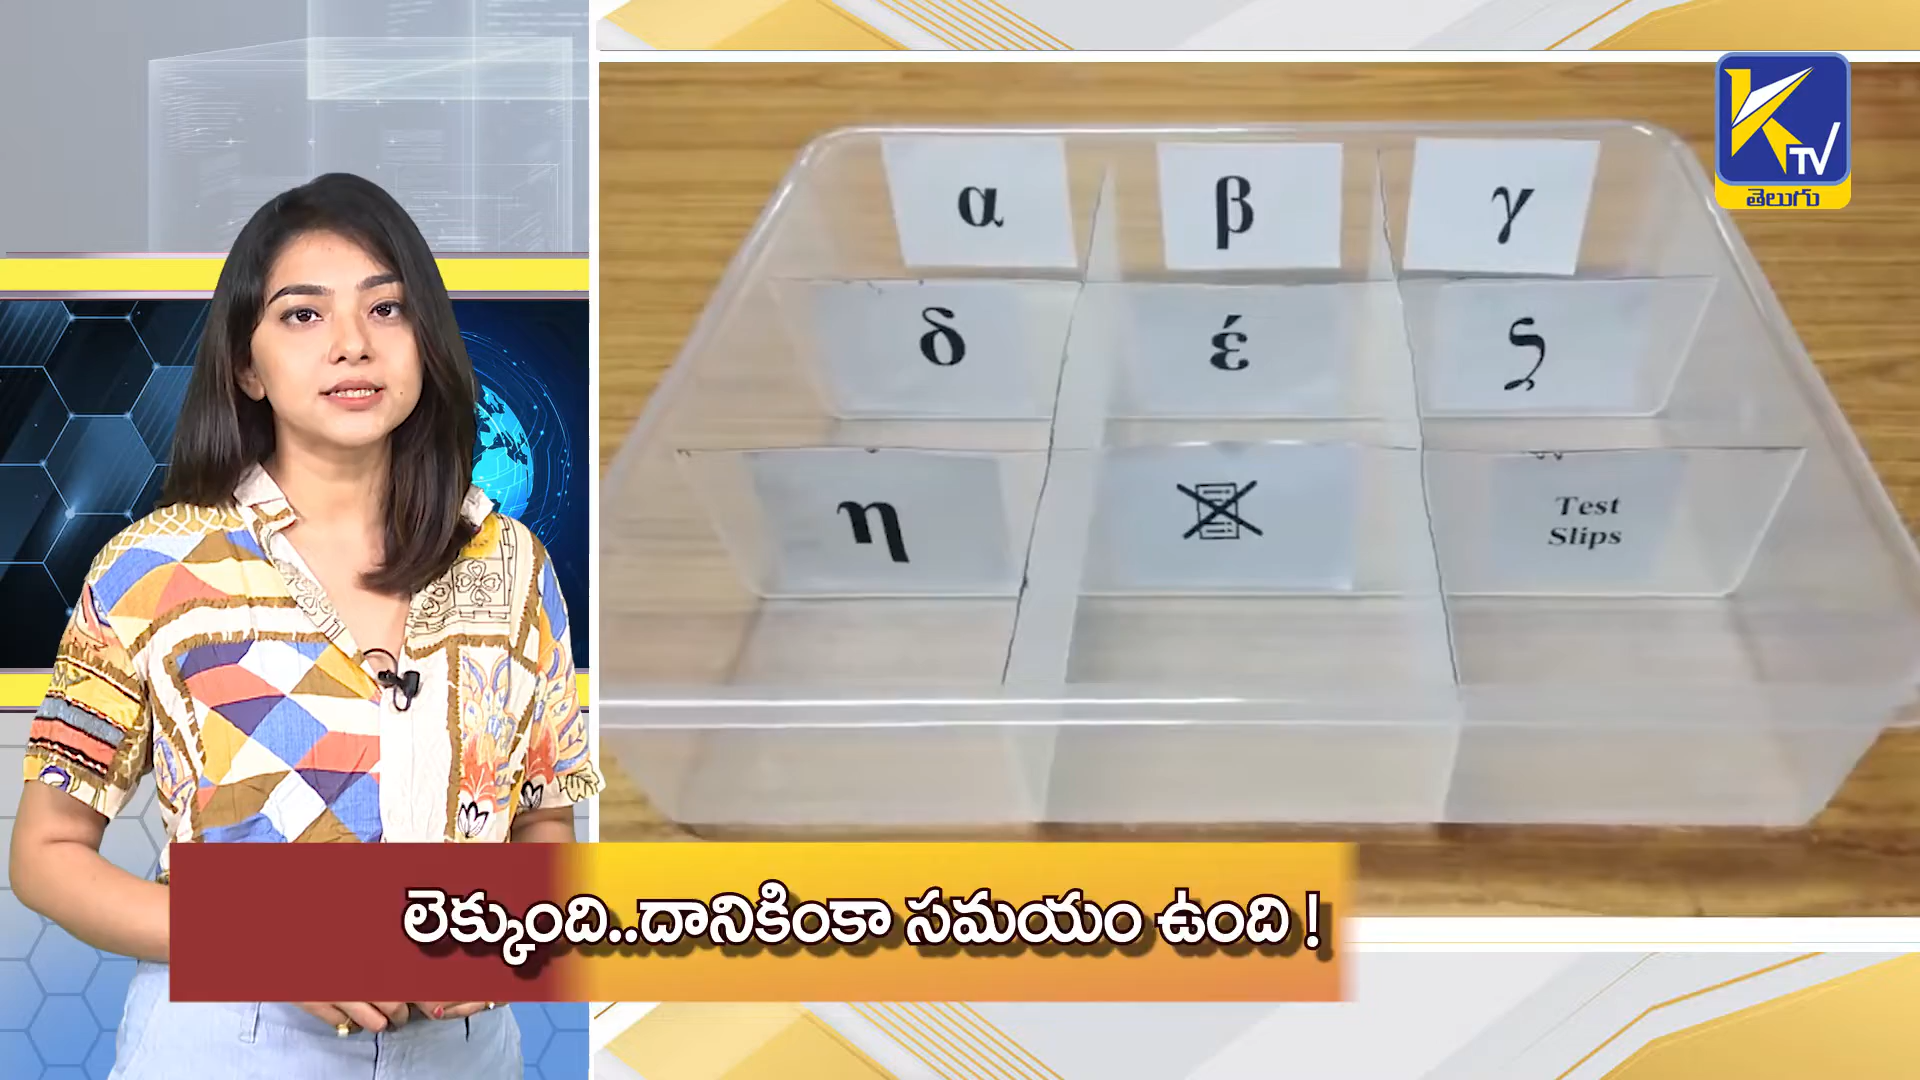 TV
తెలుగు
α
β
γ
δ
έ
ς
η
Test
Slips
లెక్కుంది..దానికింకా సమయం ఉంది !